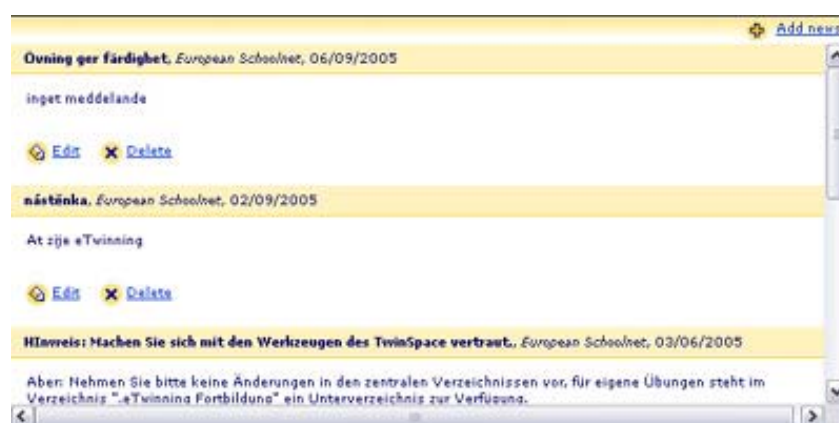 Add news
Övning ger färdighet, European Schoolnet, 06/09/2005
inget meddelande
Edit Delete
nástěnka, European Schoolnet, 02/09/2005
At zije eTwinning
Edit Delete
HInweis: Machen Sie sich mit den Werkzeugen des TwinSpace vertraut., European Schoolnet, 03/06/2005
Aber: Nehmen Sie bitte keine Änderungen in den zentralen Verzeichnissen vor, für eigene Übungen steht im
Verzeichnis ".eTwinning Fortbildung" ein Unterverzeichnis zur Verfügung.